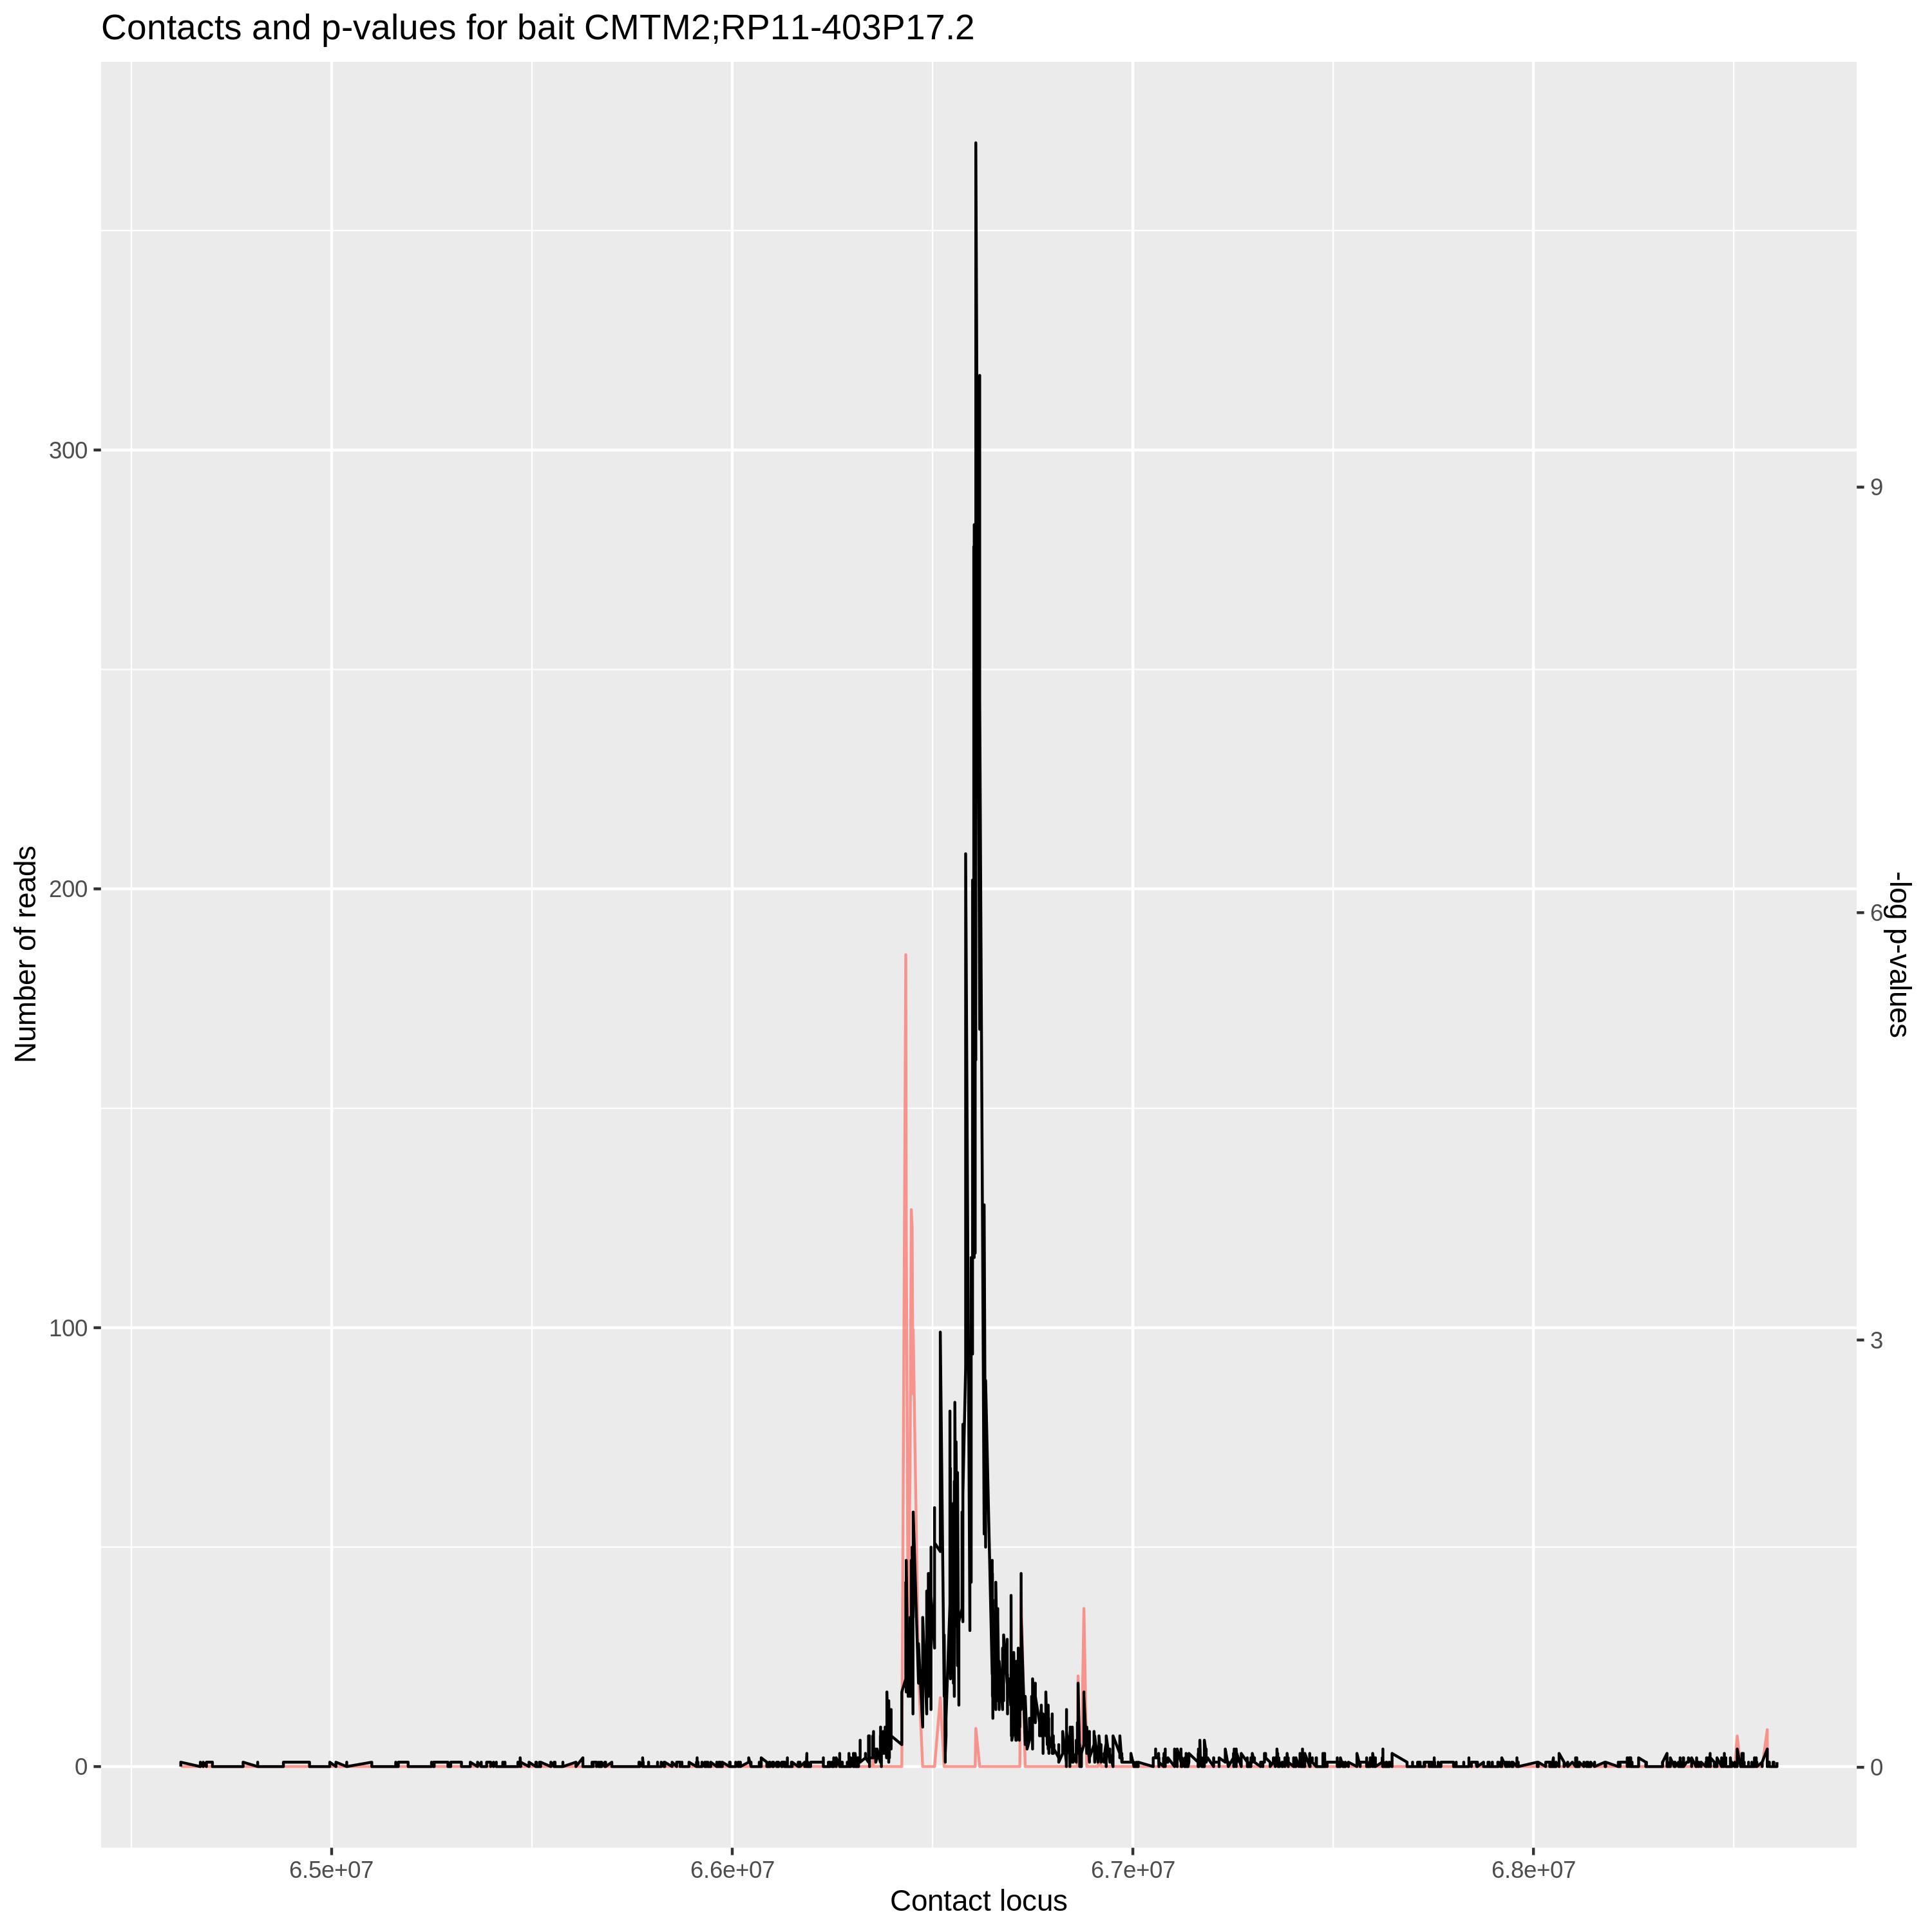 Contacts and p-values for bait CMTM2;RP11-403P17.2
300
200
100
0
Number of reads
9
6
3
0
-log p-values
6.5e+07
6.6e+07
6.7e+07
6.8e+07
Contact locus